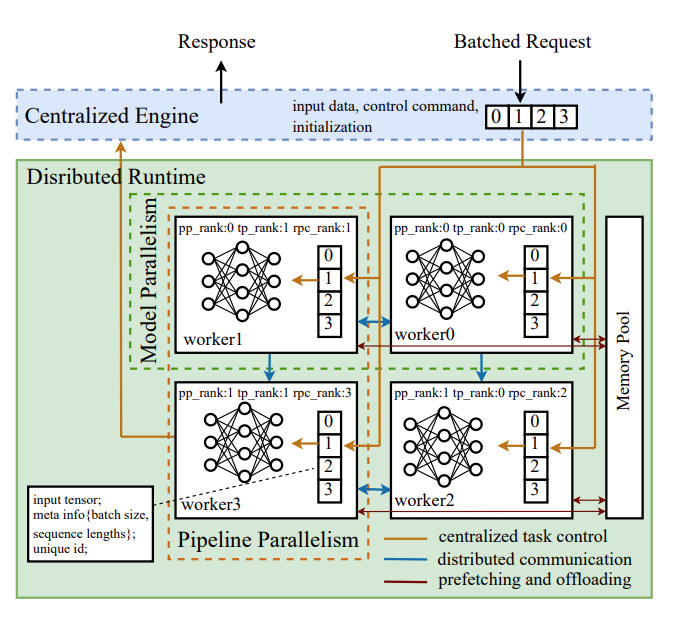 Response
Batched Request
Centralized Engine
input data, control command,
initialization
0 1 2 3
Disributed Runtime
Model Parallelism
pp_rank:0 tp_rank:1 rpc_rank:1
0
1
2
3
worker1
pp_rank:0 tp_rank:0 rpc_rank:0
0
1
2
3
worker0
Memory Pool
pp_rank:1 tp_rank:1 rpc_rank:3
0
1
2
3
worker3
pp_rank:1 tp_rank:0 rpc_rank:2
0
1
2
3
worker2
input tensor;
meta info{batch size,
sequence lengths};
unique id;
Pipeline Parallelism
centralized task control
distributed communication
prefetching and offloading